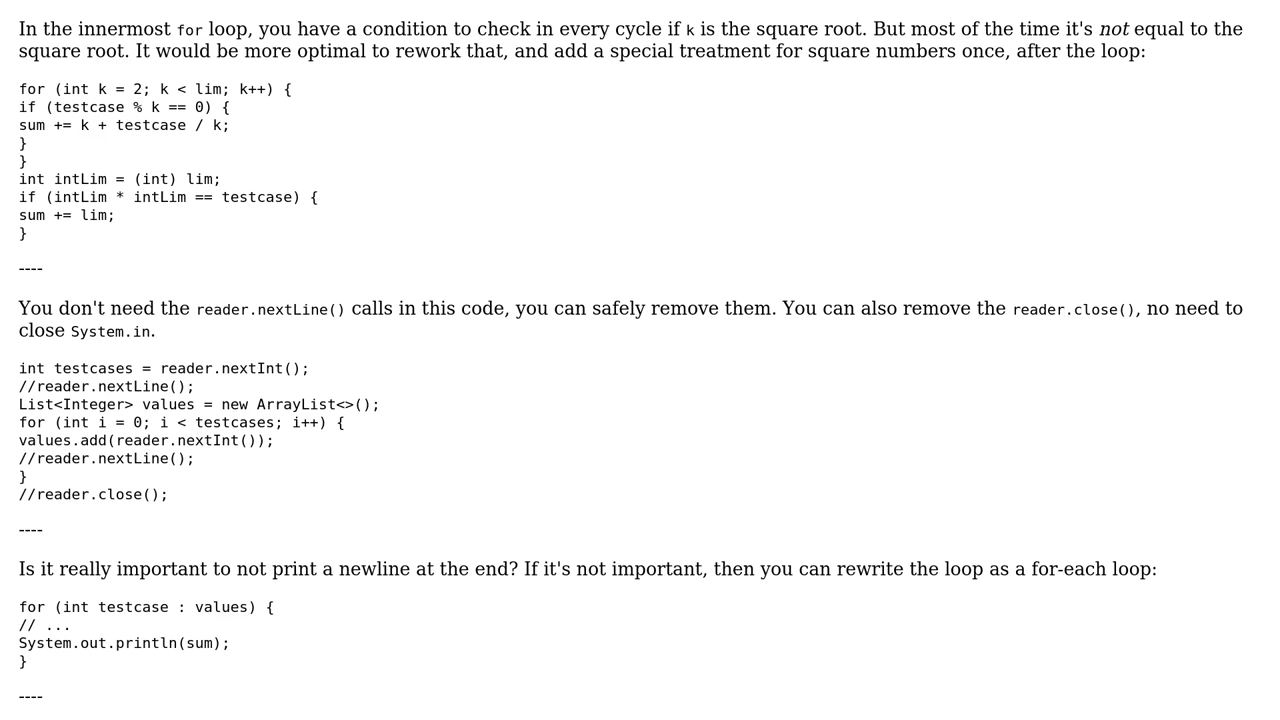 In the innermost for loop, you have a condition to check in every cycle if k is the square root. But most of the time it's not equal to the
square root. It would be more optimal to rework that, and add a special treatment for square numbers once, after the loop:
for (int k = 2; k < lim; k++) {
if (testcase % k == 0) {
sum += k + testcase / k;
}
}
int intLim = (int) lim;
if (intLim * intLim == testcase) {
sum += lim;
}
----
You don't need the reader.nextLine() calls in this code, you can safely remove them. You can also remove the reader.close(), no need to
close System.in.
int testcases = reader.nextInt();
//reader.nextLine();
List<Integer> values = new ArrayList<>();
for (int i = 0; i < testcases; i++) {
values.add(reader.nextInt());
//reader.nextLine();
}
//reader.close();
----
Is it really important to not print a newline at the end? If it's not important, then you can rewrite the loop as a for-each loop:
for (int testcase : values) {
// ...
System.out.println(sum);
}
----